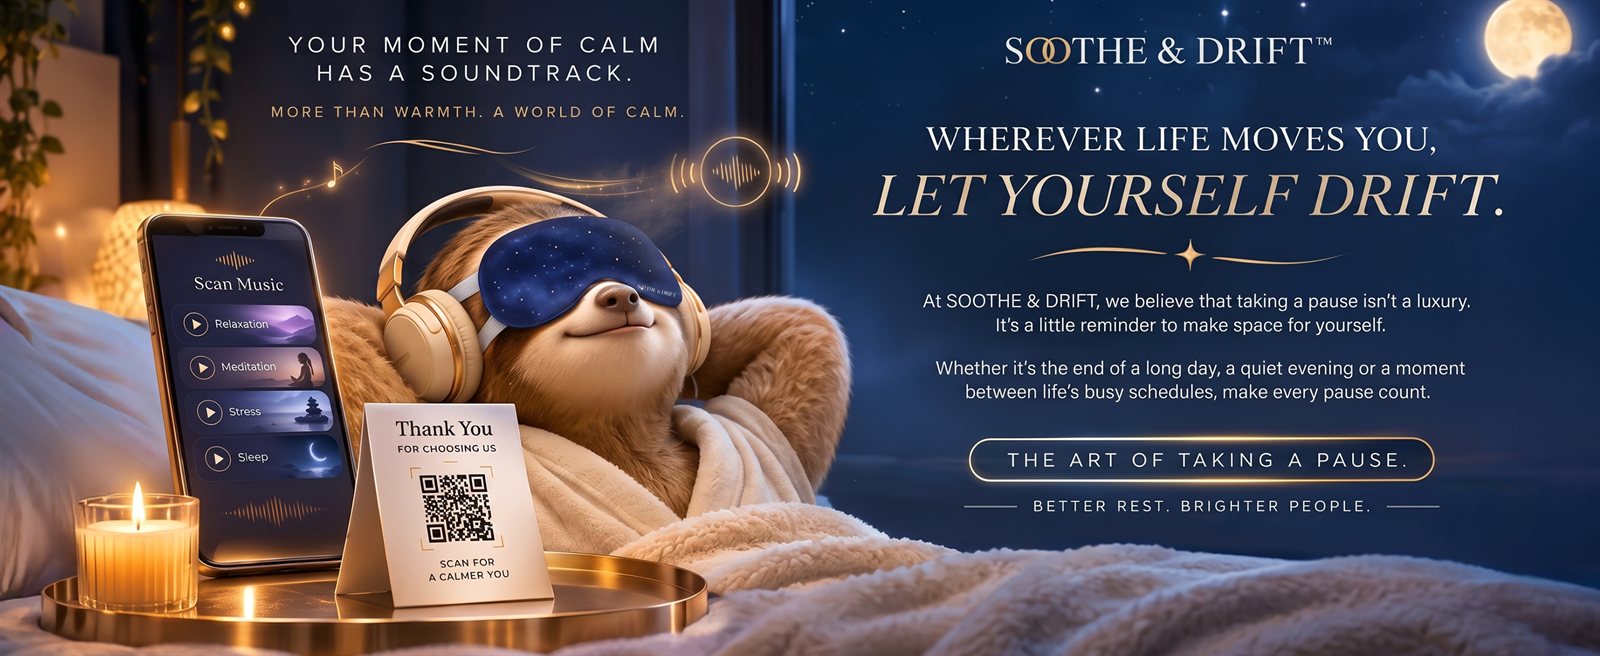 YOUR MOMENT OF CALM
HAS A SOUNDTRACK.
MORE THAN WARMTH. A WORLD OF CALM.
Scan Music
Relaxation
Meditation
Stress
Sleep
Thank You
FOR CHOOSING US
SCAN FOR
A CALMER YOU
SOOTHE & DRIFT
SOOTHE & DRIFT™
WHEREVER LIFE MOVES YOU,
LET YOURSELF DRIFT.
At SOOTHE & DRIFT, we believe that taking a pause isn't a luxury.
It's a little reminder to make space for yourself.
Whether it's the end of a long day, a quiet evening or a moment
between life's busy schedules, make every pause count.
THE ART OF TAKING A PAUSE.
BETTER REST. BRIGHTER PEOPLE.